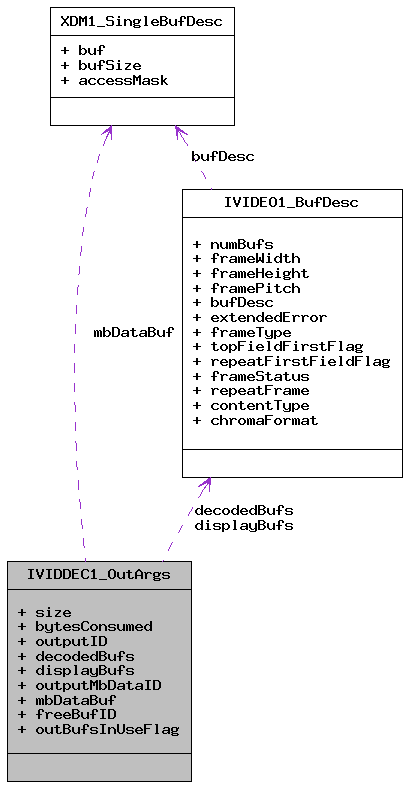 XDM1_SingleBufDesc
+ buf
+ bufSize
+ accessMask
bufDesc
IVIDEO1_BufDesc
+ numBufs
+ frameWidth
+ frameHeight
+ framePitch
+ bufDesc
+ extendedError
+ frameType
+ topFieldFirstFlag
+ repeatFirstFieldFlag
+ frameStatus
+ repeatFrame
+ contentType
+ chromaFormat
mbDataBuf
decodedBufs
displayBufs
IVIDDEC1_OutArgs
+ size
+ bytesConsumed
+ outputID
+ decodedBufs
+ displayBufs
+ outputMbDataID
+ mbDataBuf
+ freeBufID
+ outBufsInUseFlag